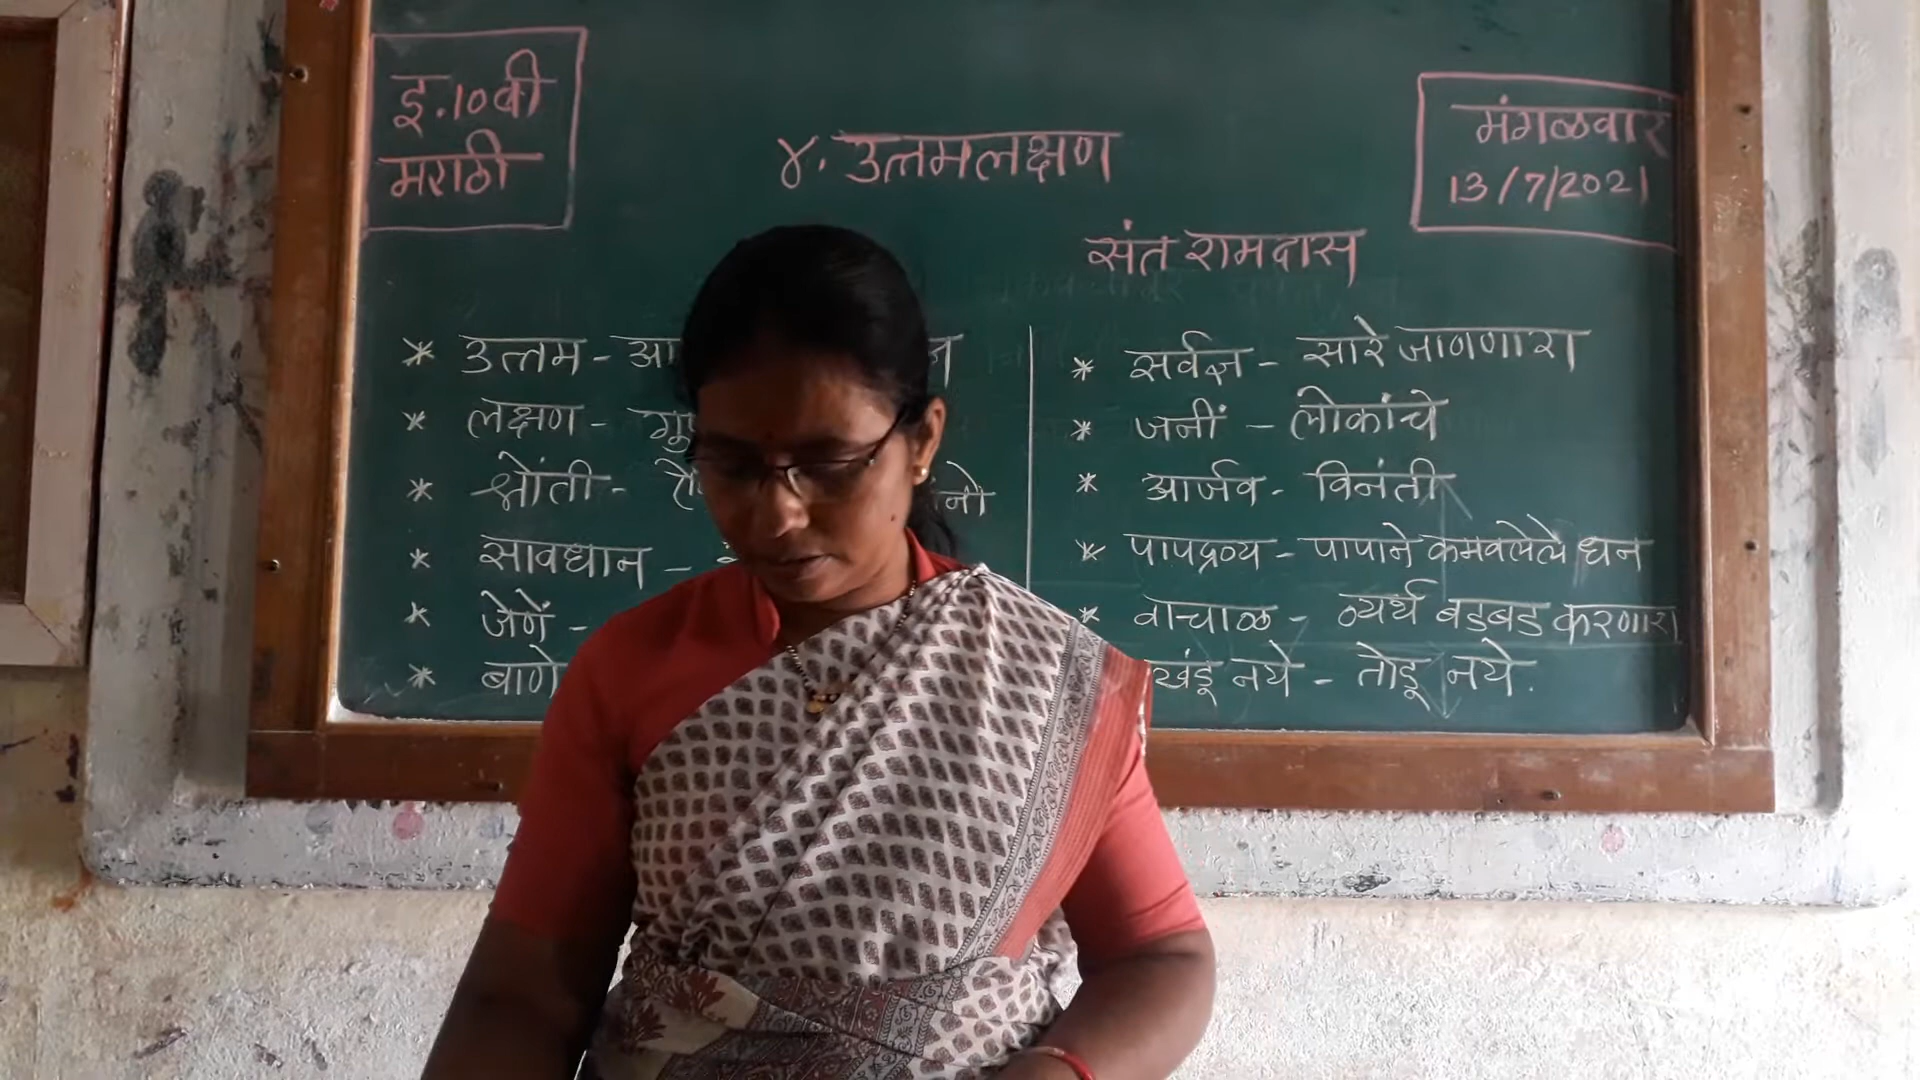 इ.10वी
मराठी
४. उत्तमलक्षण
मंगळवार
13/7/2021
संत रामदास
* उत्तम -
* लक्षण -
* श्रोंतीं -
* सावधान -
* जेणें -
* बाणे
* सर्वज्ञ - सारे जाणणारा
* जनीं - लोकांचे
* आर्जव - विनंती
* पापद्रव्य - पापाने कमवलेले धन
* वाचाळ - व्यर्थ बडबड करणारा
खंडू नये - तोडू नये.